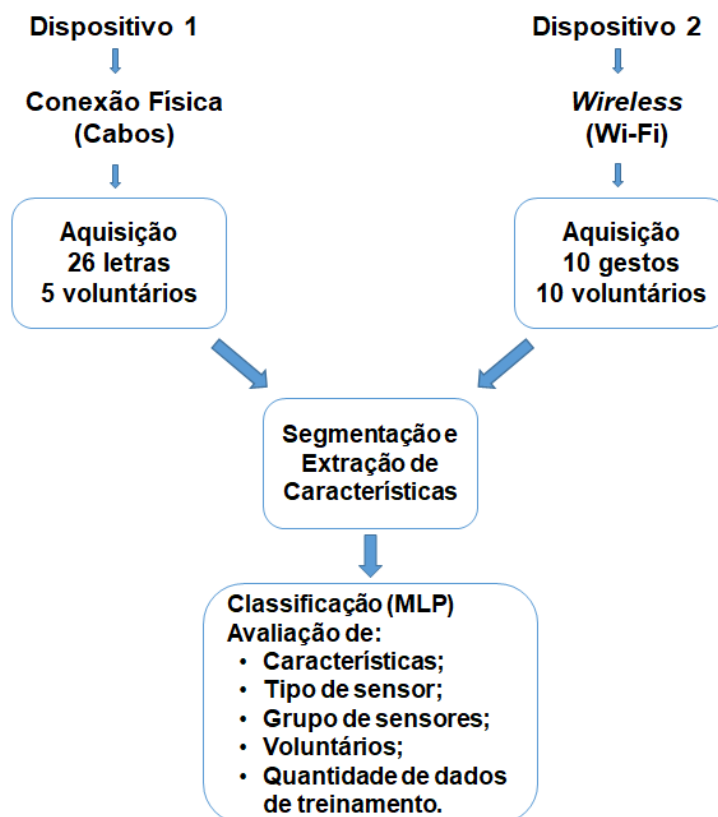 Dispositivo 1
Conexão Física
(Cabos)
Aquisição
26 letras
5 voluntários
Dispositivo 2
Wireless
(Wi-Fi)
Aquisição
10 gestos
10 voluntários
Segmentação e
Extração de
Características
Classificação (MLP)
Avaliação de:
• Características;
• Tipo de sensor;
• Grupo de sensores;
• Voluntários;
• Quantidade de dados
de treinamento.